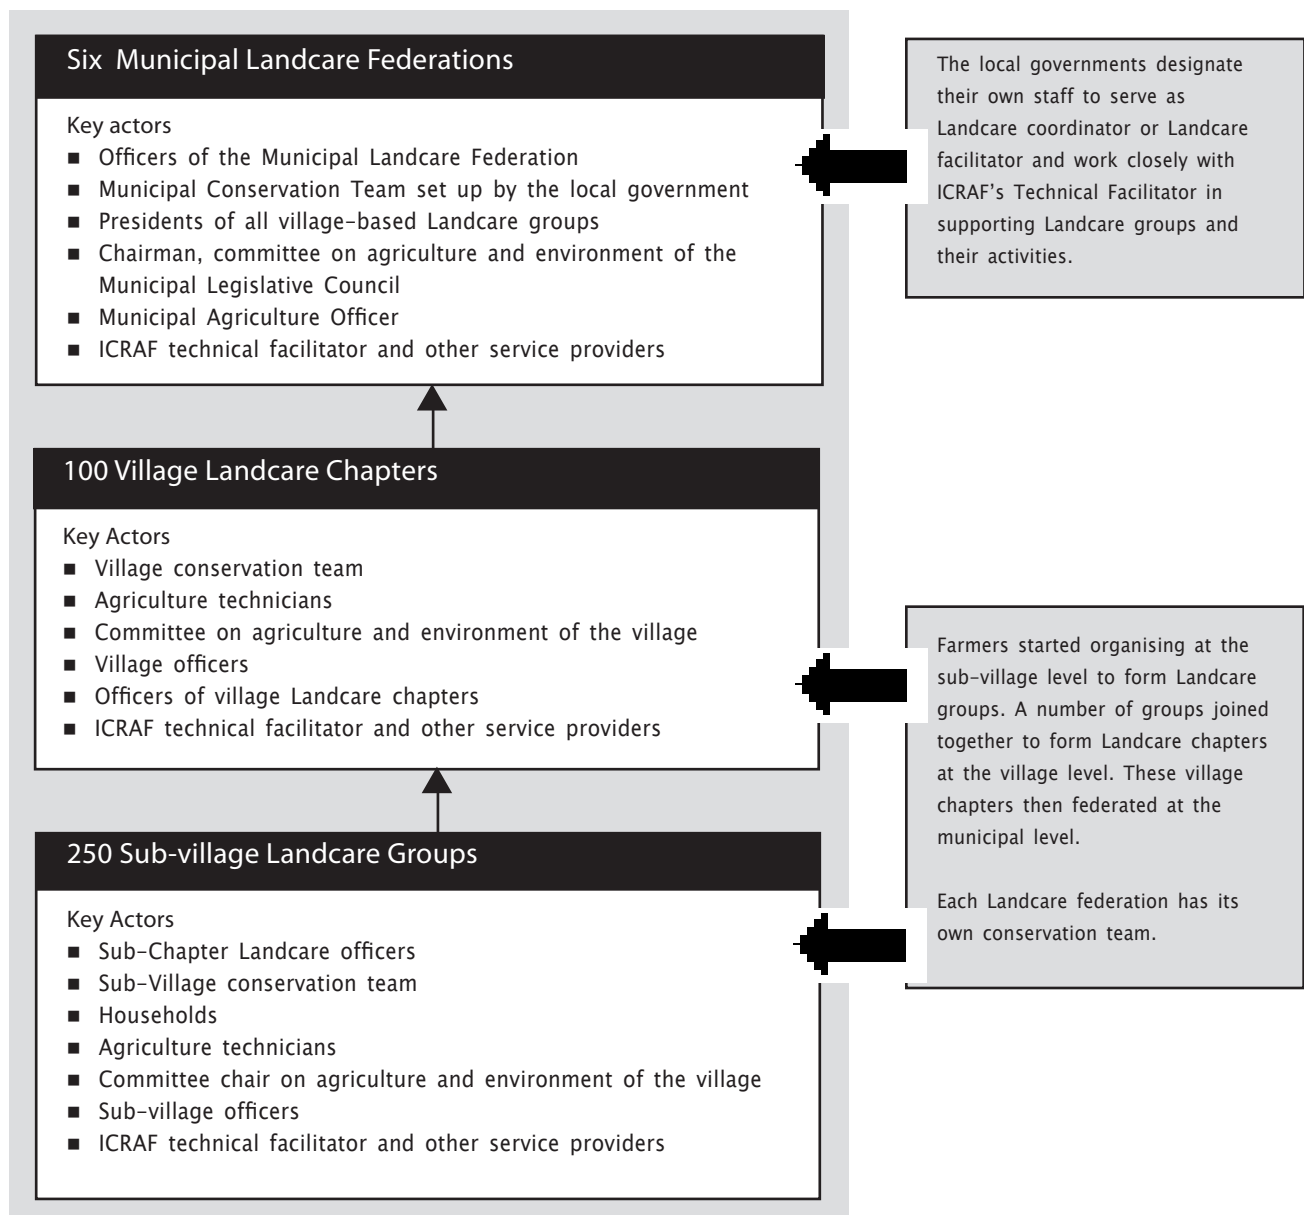 Six Municipal Landcare Federations
Key actors
■ Officers of the Municipal Landcare Federation
■ Municipal Conservation Team set up by the local government
■ Presidents of all village-based Landcare groups
■ Chairman, committee on agriculture and environment of the
Municipal Legislative Council
■ Municipal Agriculture Officer
■ ICRAF technical facilitator and other service providers
The local governments designate
their own staff to serve as
Landcare coordinator or Landcare
facilitator and work closely with
ICRAF's Technical Facilitator in
supporting Landcare groups and
their activities.
100 Village Landcare Chapters
Key Actors
■ Village conservation team
■ Agriculture technicians
■ Committee on agriculture and environment of the village
■ Village officers
■ Officers of village Landcare chapters
■ ICRAF technical facilitator and other service providers
Farmers started organising at the
sub-village level to form Landcare
groups. A number of groups joined
together to form Landcare chapters
at the village level. These village
chapters then federated at the
municipal level.
Each Landcare federation has its
own conservation team.
250 Sub-village Landcare Groups
Key Actors
■ Sub-Chapter Landcare officers
■ Sub-Village conservation team
■ Households
■ Agriculture technicians
■ Committee chair on agriculture and environment of the village
■ Sub-village officers
■ ICRAF technical facilitator and other service providers